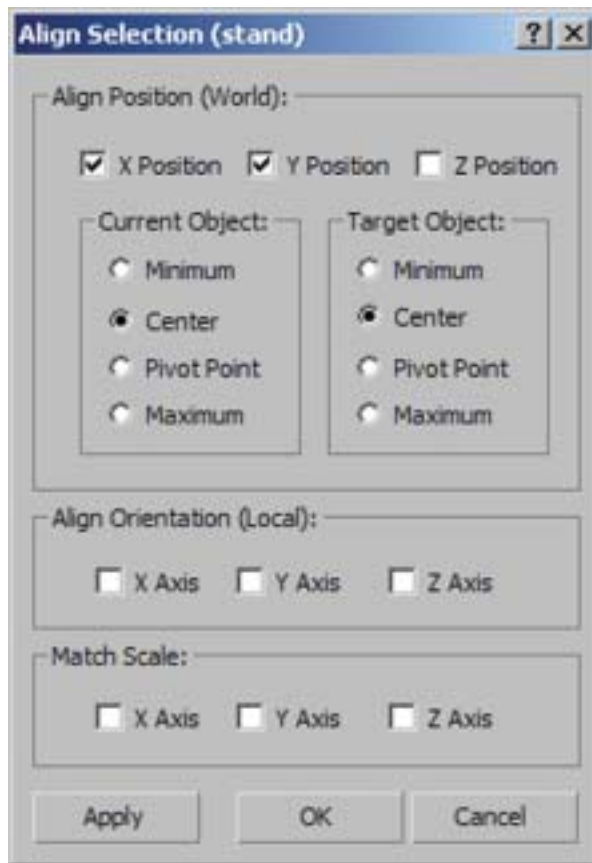 Align Selection (stand)
Align Position (World):
X Position Y Position Z Position
Current Object: Target Object:
Minimum Minimum
Center Center
Pivot Point Pivot Point
Maximum Maximum
Align Orientation (Local):
X Axis Y Axis Z Axis
Match Scale:
X Axis Y Axis Z Axis
Apply OK Cancel